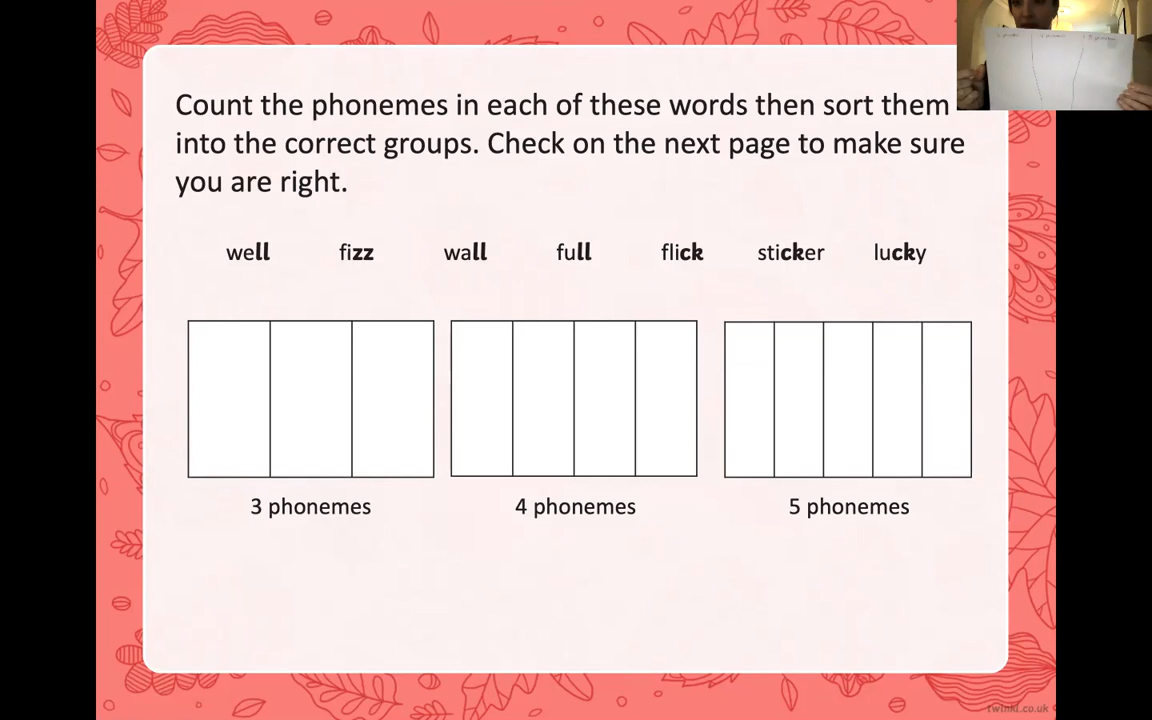 Count the phonemes in each of these words then sort them
into the correct groups. Check on the next page to make sure
you are right.
well fizz wall full flick sticker lucky
3 phonemes 4 phonemes 5 phonemes
twinkl.co.uk